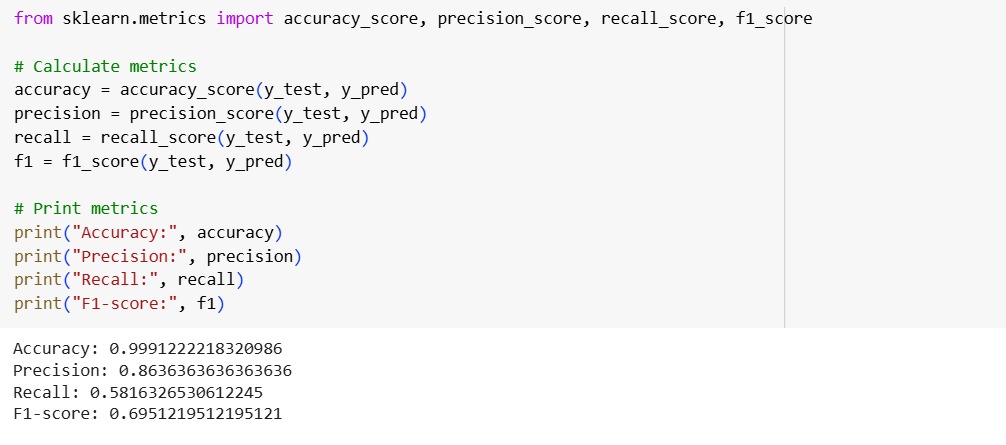 from sklearn.metrics import accuracy_score, precision_score, recall_score, f1_score
# Calculate metrics
accuracy = accuracy_score(y_test, y_pred)
precision = precision_score(y_test, y_pred)
recall = recall_score(y_test, y_pred)
f1 = f1_score(y_test, y_pred)
# Print metrics
print("Accuracy:", accuracy)
print("Precision:", precision)
print("Recall:", recall)
print("F1-score:", f1)
Accuracy: 0.9991222218320986
Precision: 0.8636363636363636
Recall: 0.5816326530612245
F1-score: 0.6951219512195121